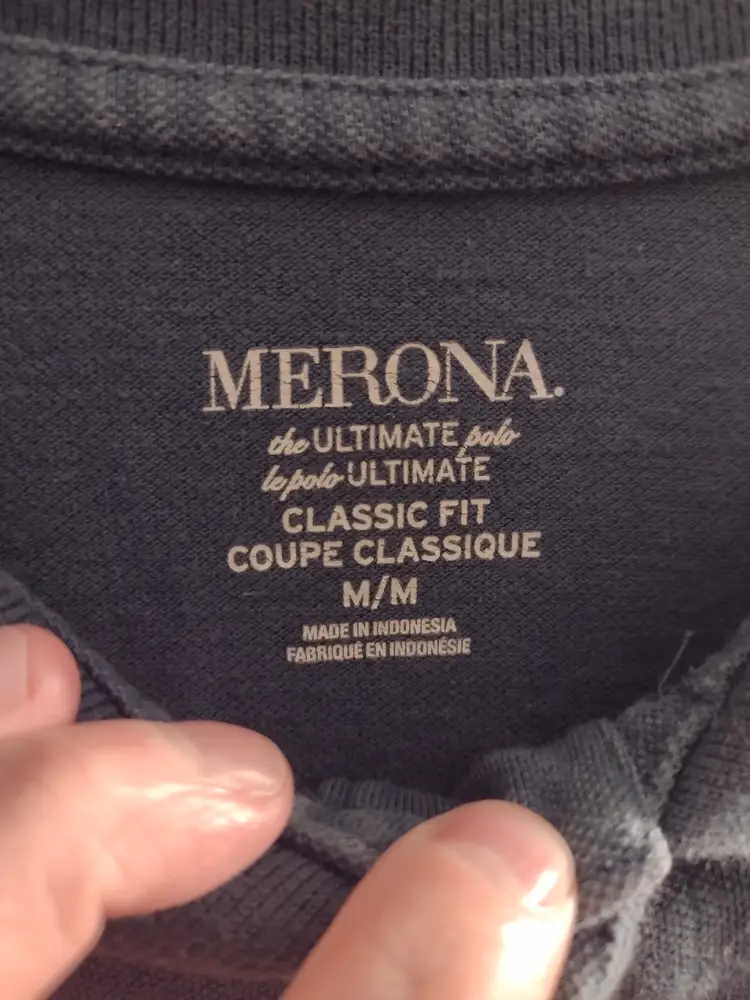 MERONA.
the ULTIMATE polo
le polo ULTIMATE
CLASSIC FIT
COUPE CLASSIQUE
M/M
MADE IN INDONESIA
FABRIQUÉ EN INDONÉSIE